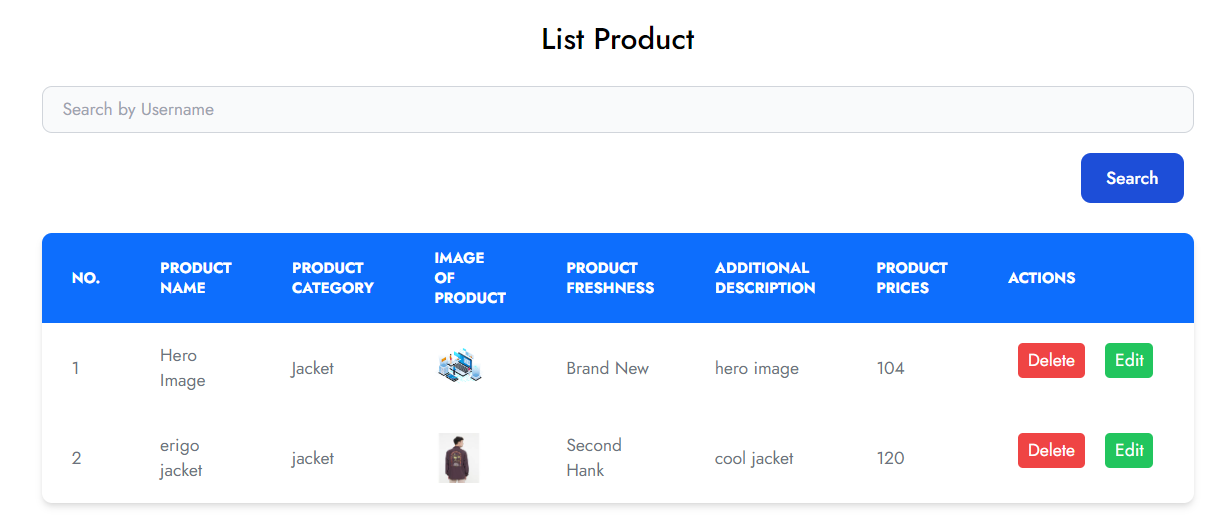 List Product
Search by Username
Search
NO.
PRODUCT
NAME
PRODUCT
CATEGORY
IMAGE
OF
PRODUCT
PRODUCT
FRESHNESS
ADDITIONAL
DESCRIPTION
PRODUCT
PRICES
ACTIONS
1
Hero
Image
Jacket
Brand New
hero image
104
Delete
Edit
2
erigo
jacket
jacket
Second
Hank
cool jacket
120
Delete
Edit